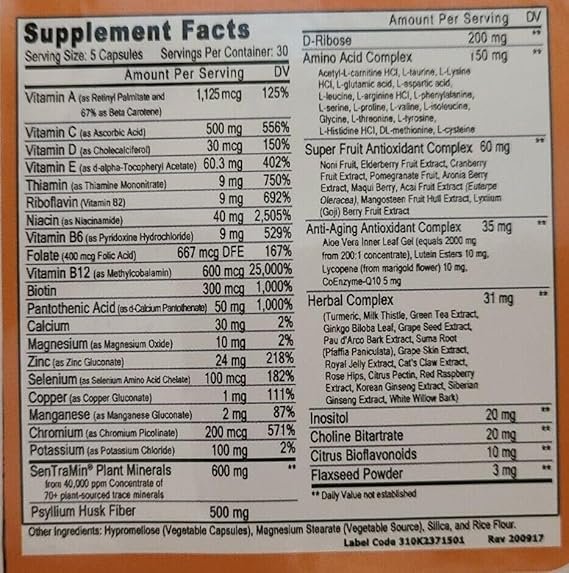 Supplement Facts
Serving Size: 5 Capsules Servings Per Container: 30
Amount Per Serving DV
Vitamin A (as Retinyl Palmitate and 1,125 mcg 125%
67% as Beta Carotene)
Vitamin C (as Ascorbic Acid) 500 mg 556%
Vitamin D (as Cholecalciferol) 30 mcg 150%
Vitamin E (as d-alpha-Tocopheryl Acetate) 60.3 mg 402%
Thiamin (as Thiamine Mononitrate) 9 mg 750%
Riboflavin (Vitamin B2) 9 mg 692%
Niacin (as Niacinamide) 40 mg 2,505%
Vitamin B6 (as Pyridoxine Hydrochloride) 9 mg 529%
Folate (400 mcg Folic Acid) 667 mcg DFE 167%
Vitamin B12 (as Methylcobalamin) 600 mcg 25,000%
Biotin 300 mcg 1,000%
Pantothenic Acid (as d-Calcium Pantothenate) 50 mg 1,000%
Calcium 30 mg 2%
Magnesium (as Magnesium Oxide) 10 mg 2%
Zinc (as Zinc Gluconate) 24 mg 218%
Selenium (as Selenium Amino Acid Chelate) 100 mcg 182%
Copper (as Copper Gluconate) 1 mg 111%
Manganese (as Manganese Gluconate) 2 mg 87%
Chromium (as Chromium Picolinate) 200 mcg 571%
Potassium (as Potassium Chloride) 100 mg 2%
SenTraMin® Plant Minerals 600 mg **
from 40,000 ppm Concentrate of
70+ plant-sourced trace minerals
Psyllium Husk Fiber 500 mg
Amount Per Serving DV
D-Ribose 200 mg **
Amino Acid Complex 150 mg **
Acetyl-L-carnitine HCl, L-taurine, L-Lysine
HCl, L-glutamic acid, L-aspartic acid,
L-leucine, L-arginine HCl, L-phenylalanine,
L-serine, L-proline, L-valine, L-isoleucine,
Glycine, L-threonine, L-tyrosine,
L-Histidine HCl, DL-methionine, L-cysteine
Super Fruit Antioxidant Complex 60 mg **
Noni Fruit, Elderberry Fruit Extract, Cranberry
Fruit Extract, Pomegranate Fruit, Aronia Berry
Extract, Maqui Berry, Acai Fruit Extract (Euterpe
Oleracea), Mangosteen Fruit Hull Extract, Lyxium
(Goji) Berry Fruit Extract
Anti-Aging Antioxidant Complex 35 mg **
Aloe Vera Inner Leaf Gel (equals 2000 mg
from 200:1 concentrate), Lutein Esters 10 mg,
Lycopene (from marigold flower) 10 mg,
CoEnzyme-Q10 5 mg
Herbal Complex 31 mg **
(Turmeric, Milk Thistle, Green Tea Extract,
Ginkgo Biloba Leaf, Grape Seed Extract,
Pau d'Arco Bark Extract, Suma Root
(Pfaffia Paniculata), Grape Skin Extract,
Royal Jelly Extract, Cat's Claw Extract,
Rose Hips, Citrus Pectin, Red Raspberry
Extract, Korean Ginseng Extract, Siberian
Ginseng Extract, White Willow Bark)
Inositol 20 mg **
Choline Bitartrate 20 mg **
Citrus Bioflavonoids 10 mg **
Flaxseed Powder 3 mg **
** Daily Value not established
Other Ingredients: Hypromellose (Vegetable Capsules), Magnesium Stearate (Vegetable Source), Silica, and Rice Flour.
Label Code 310K2371501 Rev 200917